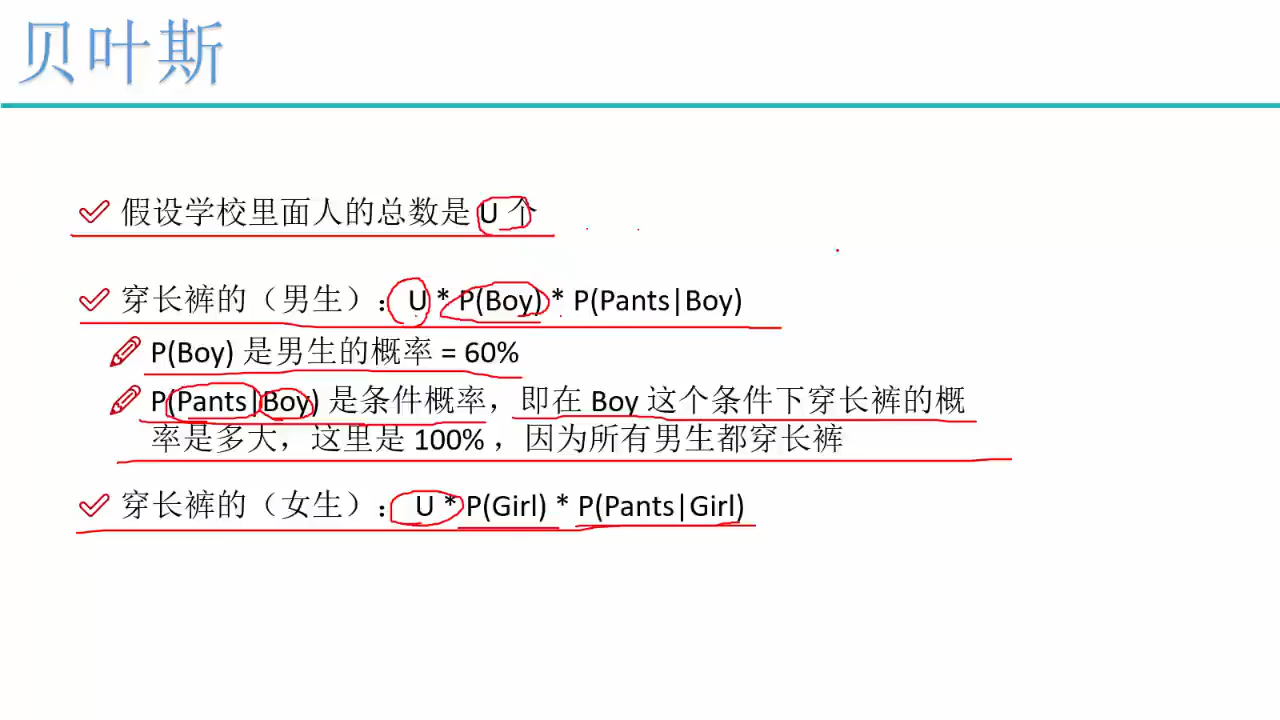 贝叶斯
假设学校里面人的总数是 U 个
穿长裤的（男生）： U * P(Boy) * P(Pants|Boy)
P(Boy) 是男生的概率 = 60%
P(Pants|Boy) 是条件概率，即在 Boy 这个条件下穿长裤的概
率是多大，这里是 100% ，因为所有男生都穿长裤
穿长裤的（女生）： U * P(Girl) * P(Pants|Girl)